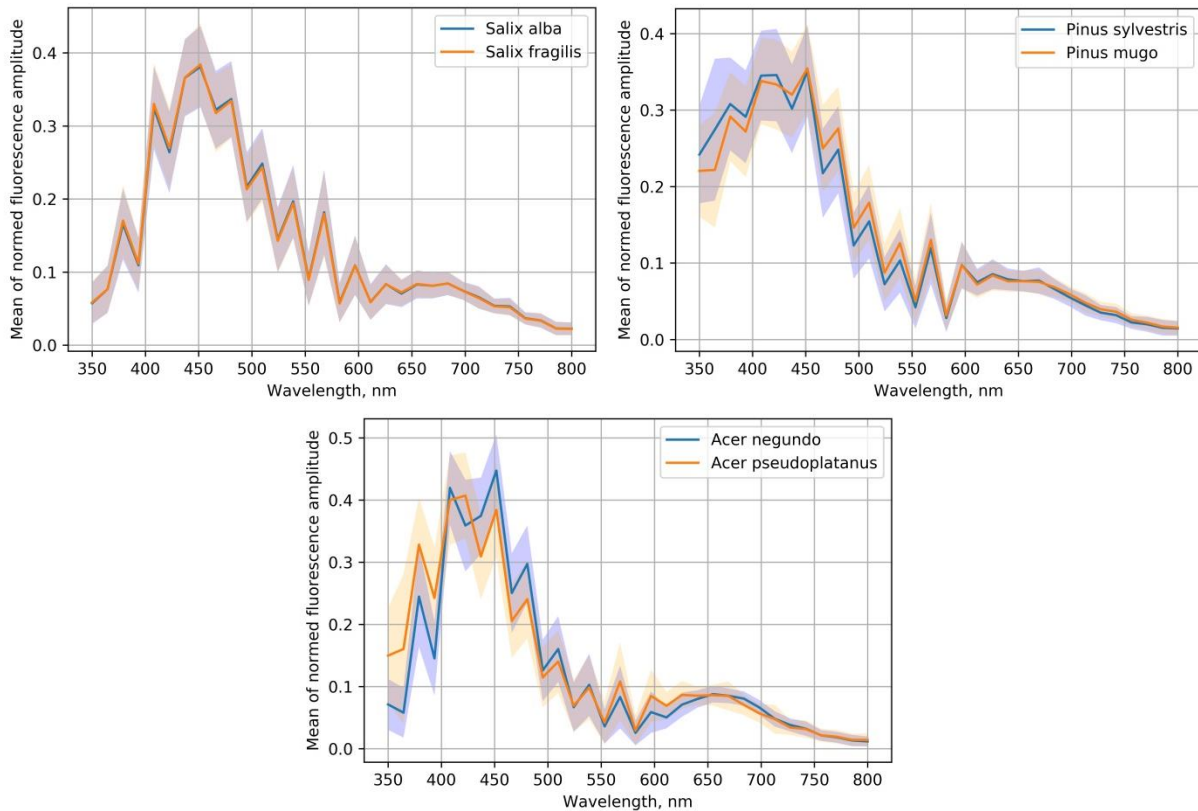 Salix alba
Salix fragilis
Mean of normed fluorescence amplitude
0.4
0.3
0.2
0.1
0.0
350 400 450 500 550 600 650 700 750 800
Wavelength, nm
Pinus sylvestris
Pinus mugo
Mean of normed fluorescence amplitude
0.4
0.3
0.2
0.1
0.0
350 400 450 500 550 600 650 700 750 800
Wavelength, nm
Acer negundo
Acer pseudoplatanus
Mean of normed fluorescence amplitude
0.5
0.4
0.3
0.2
0.1
0.0
350 400 450 500 550 600 650 700 750 800
Wavelength, nm